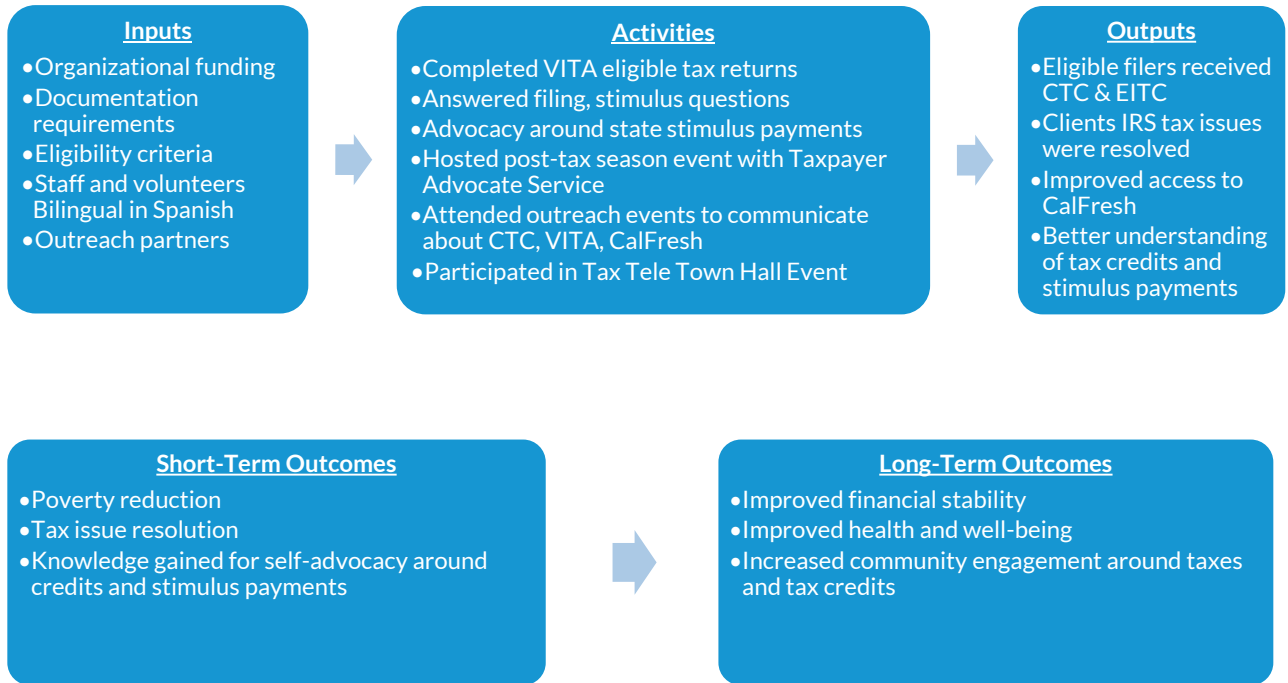 Inputs
•Organizational funding
•Documentation
requirements
•Eligibility criteria
•Staff and volunteers
Bilingual in Spanish
•Outreach partners
Activities
•Completed VITA eligible tax returns
•Answered filing, stimulus questions
•Advocacy around state stimulus payments
•Hosted post-tax season event with Taxpayer
Advocate Service
•Attended outreach events to communicate
about CTC, VITA, CalFresh
•Participated in Tax Tele Town Hall Event
Outputs
•Eligible filers received
CTC & EITC
•Clients IRS tax issues
were resolved
•Improved access to
CalFresh
•Better understanding
of tax credits and
stimulus payments
Short-Term Outcomes
•Poverty reduction
•Tax issue resolution
•Knowledge gained for self-advocacy around
credits and stimulus payments
Long-Term Outcomes
•Improved financial stability
•Improved health and well-being
•Increased community engagement around taxes
and tax credits